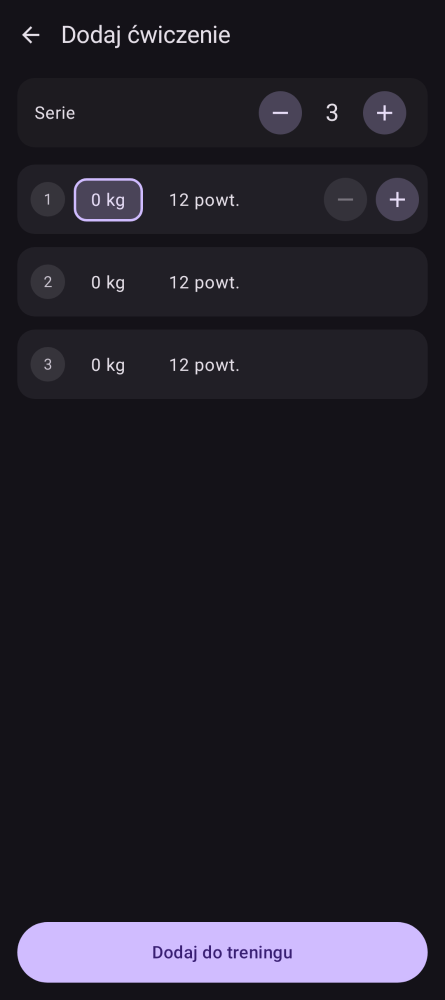 Dodaj ćwiczenie
Serie 3
1 0 kg 12 powt.
2 0 kg 12 powt.
3 0 kg 12 powt.
Dodaj do treningu